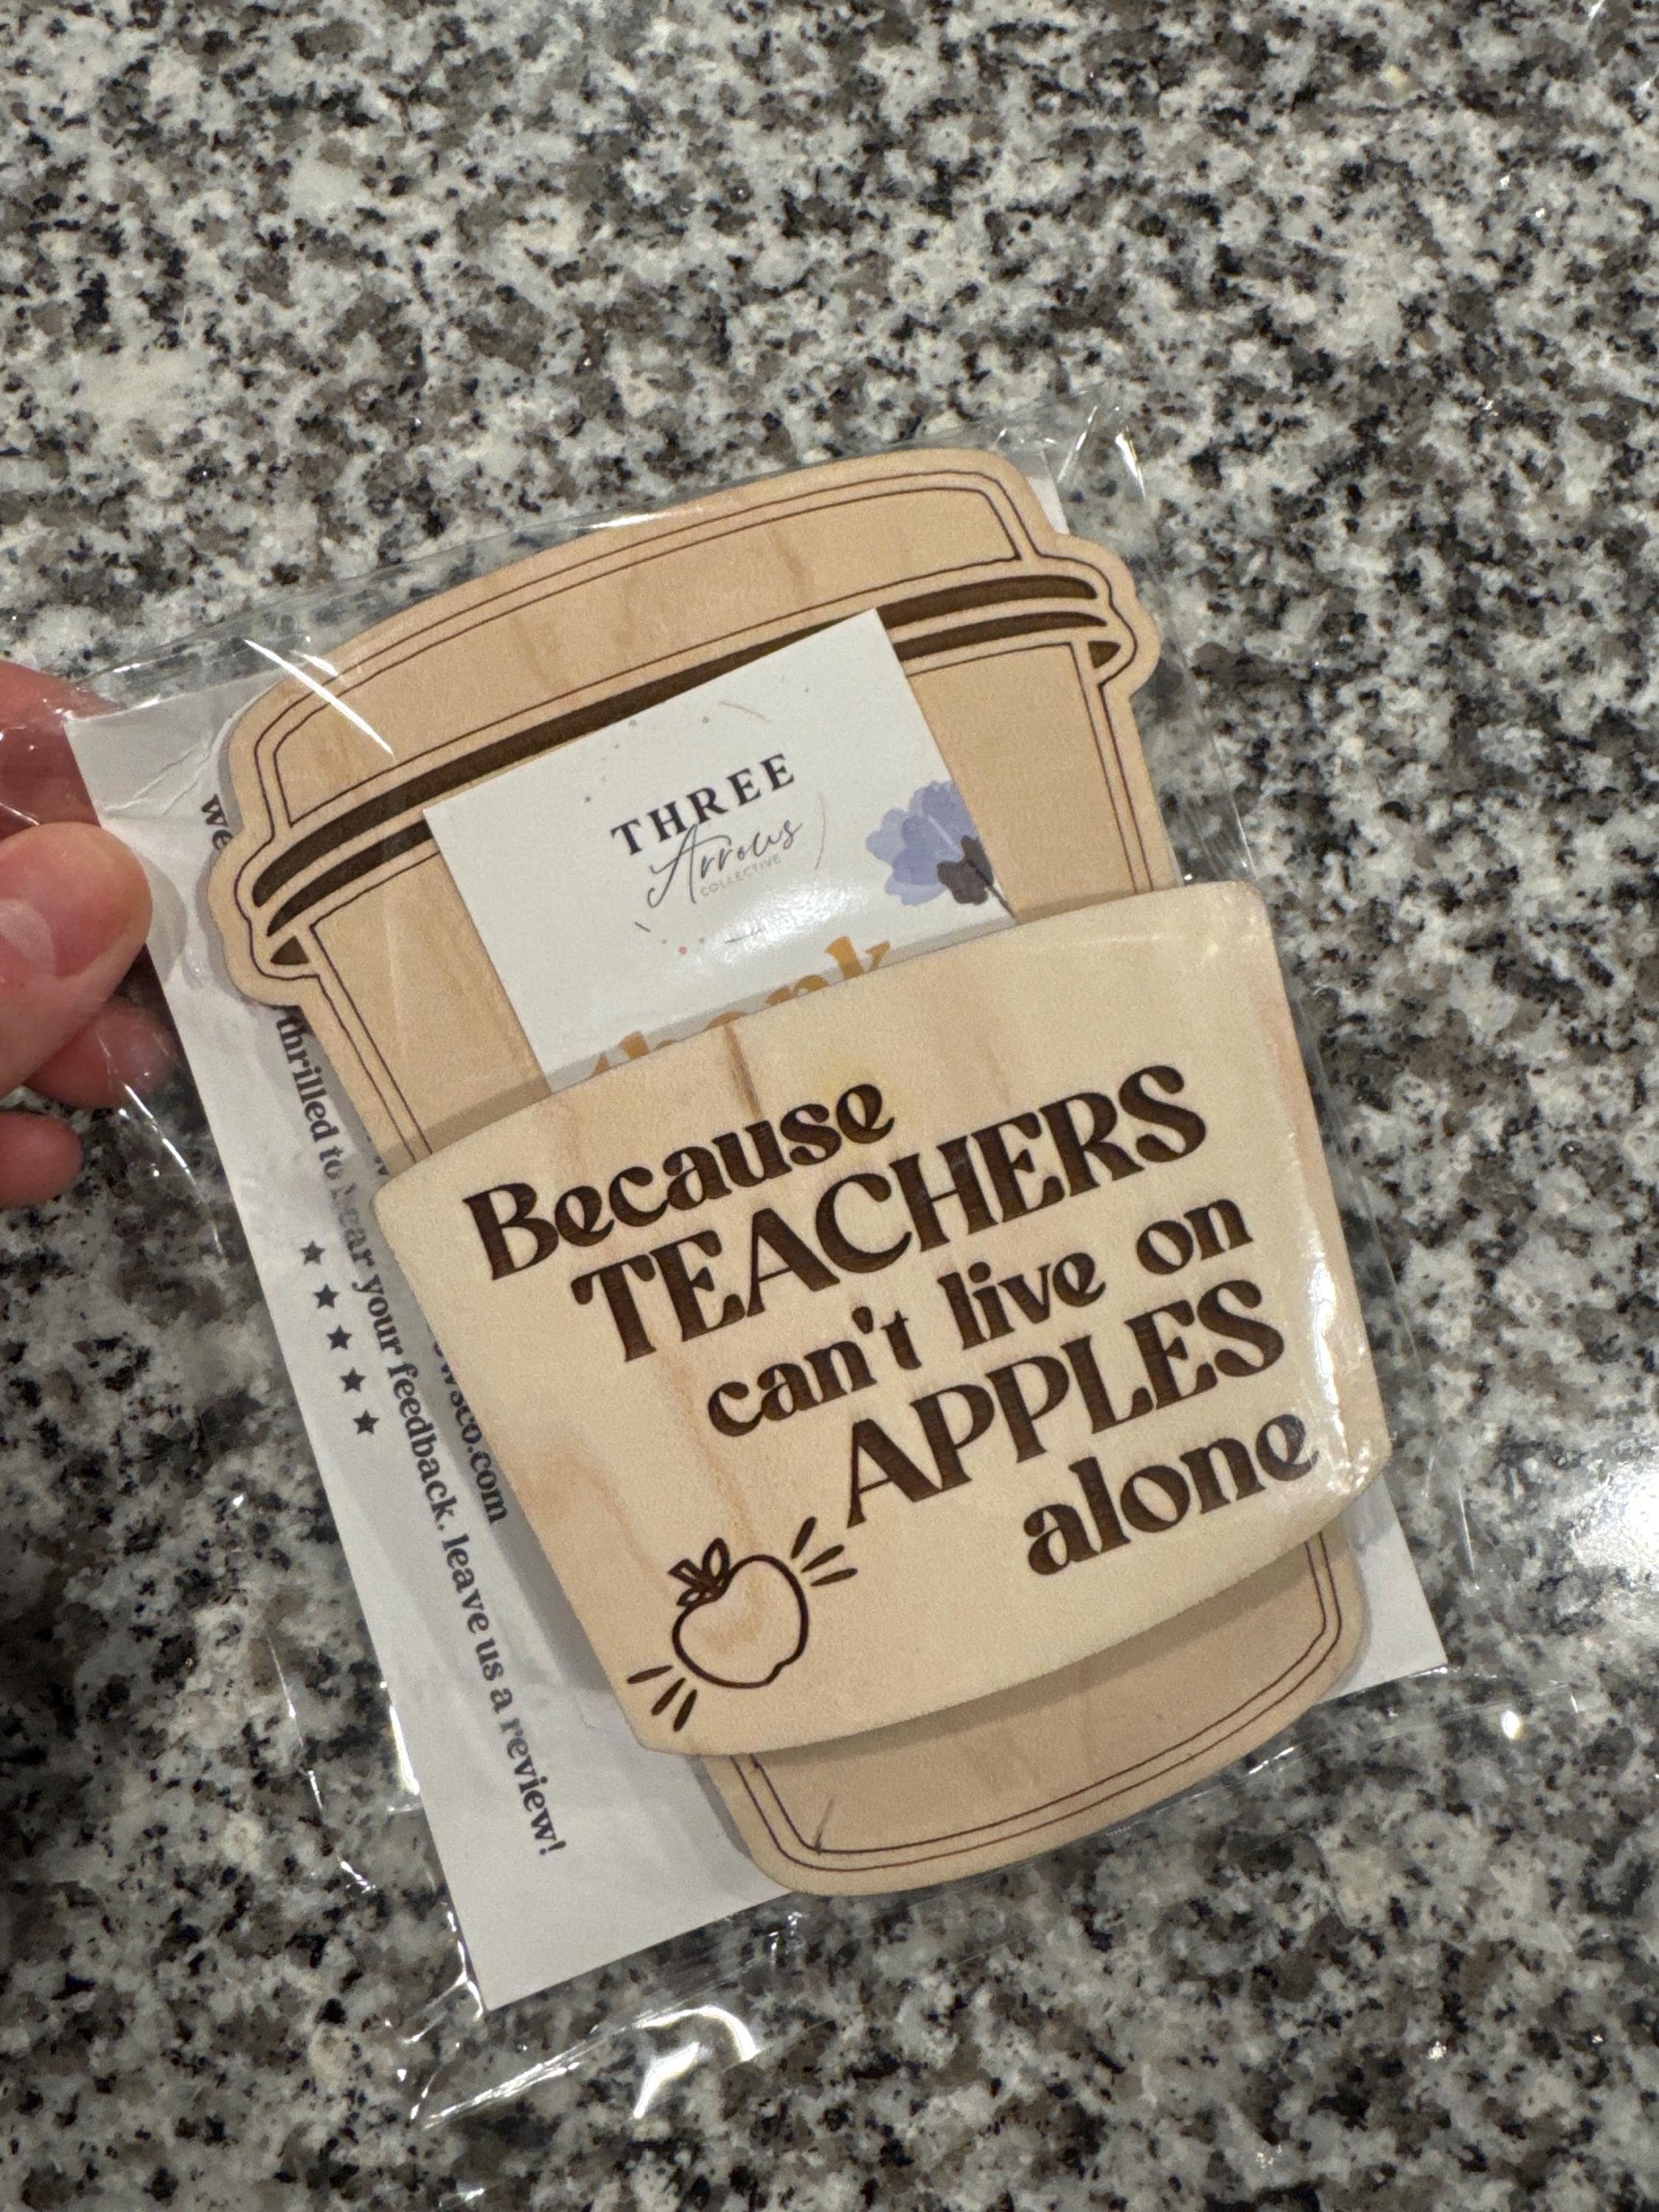 THREE
Arrows
COLLECTIVE
Because
TEACHERS
can't live on
APPLES
alone
thrilled to hear your feedback. leave us a review!
★★★★★